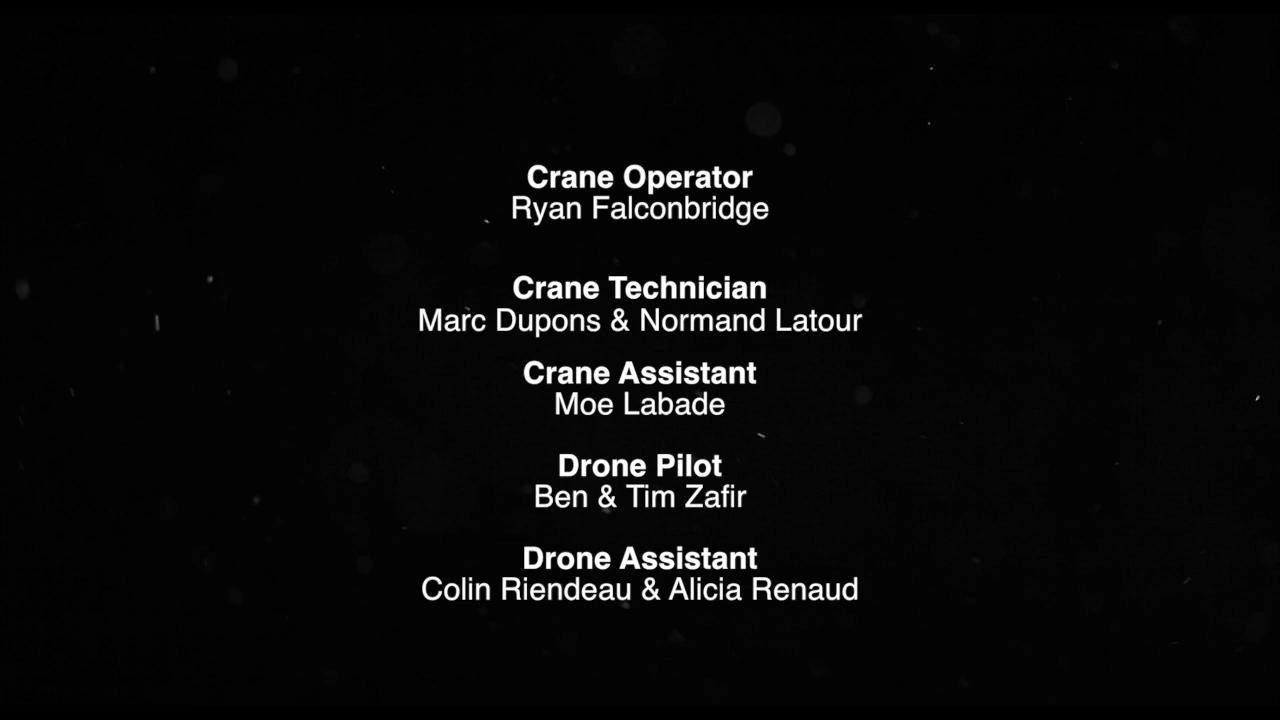 Crane Operator
Ryan Falconbridge
Crane Technician
Marc Dupons & Normand Latour
Crane Assistant
Moe Labade
Drone Pilot
Ben & Tim Zafir
Drone Assistant
Colin Riendeau & Alicia Renaud